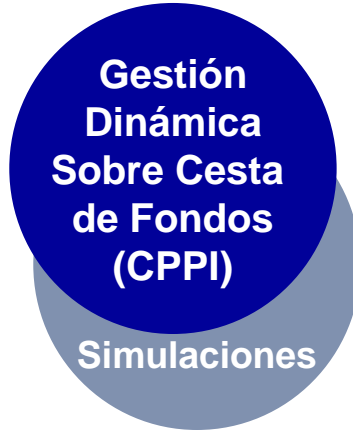 Gestión
Dinámica
Sobre Cesta
de Fondos
(CPPI)
Simulaciones